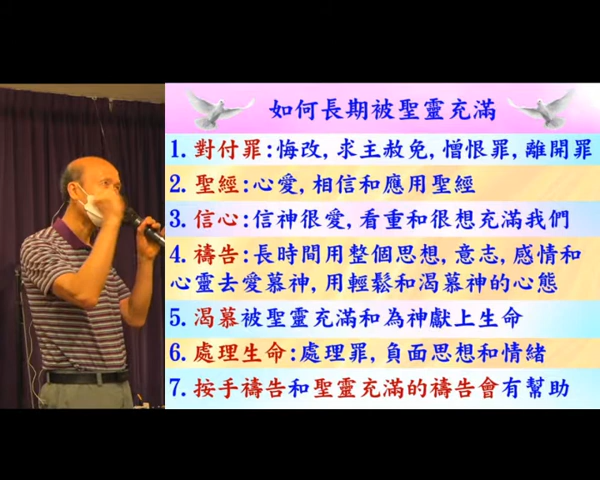 如何長期被聖靈充滿
1. 對付罪:悔改, 求主赦免, 憎恨罪, 離開罪
2. 聖經:心愛, 相信和應用聖經
3. 信心:信神很愛, 看重和很想充滿我們
4. 禱告:長時間用整個思想, 意志, 感情和
心靈去愛慕神, 用輕鬆和渴慕神的心態
5. 渴慕被聖靈充滿和為神獻上生命
6. 處理生命:處理罪, 負面思想和情緒
7. 按手禱告和聖靈充滿的禱告會有幫助